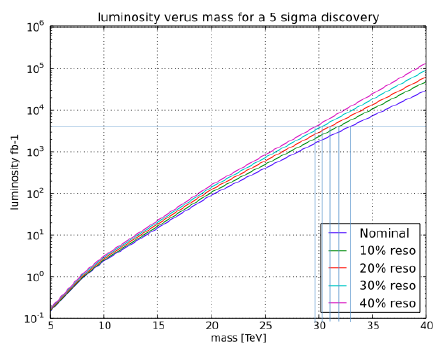 luminosity verus mass for a 5 sigma discovery
10^6
10^5
10^4
10^3
10^2
10^1
10^0
10^-1
luminosity fb-1
Nominal
10% reso
20% reso
30% reso
40% reso
5 10 15 20 25 30 35 40
mass [TeV]